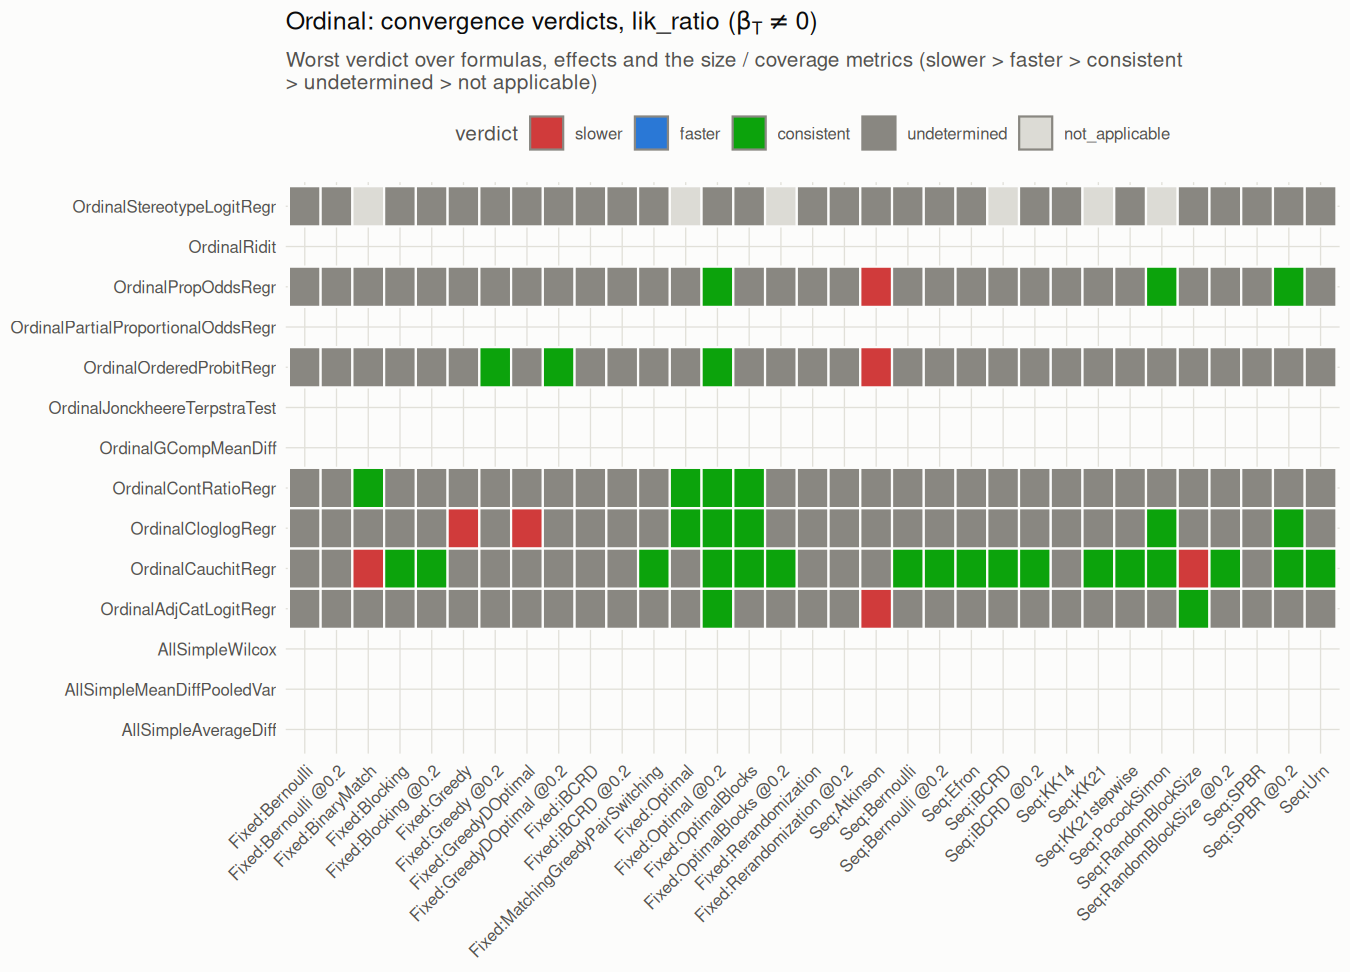 Ordinal: convergence verdicts, lik_ratio (βT ≠ 0)
Worst verdict over formulas, effects and the size / coverage metrics (slower > faster > consistent
> undetermined > not applicable)
verdict slower faster consistent undetermined not_applicable
OrdinalStereotypeLogitRegr
OrdinalRidit
OrdinalPropOddsRegr
OrdinalPartialProportionalOddsRegr
OrdinalOrderedProbitRegr
OrdinalJonckheereTerpstraTest
OrdinalGCompMeanDiff
OrdinalContRatioRegr
OrdinalCloglogRegr
OrdinalCauchitRegr
OrdinalAdjCatLogitRegr
AllSimpleWilcox
AllSimpleMeanDiffPooledVar
AllSimpleAverageDiff
Fixed:Bernoulli
Fixed:Bernoulli @0.2
Fixed:BinaryMatch
Fixed:Blocking
Fixed:Blocking @0.2
Fixed:Greedy
Fixed:Greedy @0.2
Fixed:GreedyDOptimal
Fixed:GreedyDOptimal @0.2
Fixed:iBCRD
Fixed:iBCRD @0.2
Fixed:MatchingGreedyPairSwitching
Fixed:Optimal
Fixed:Optimal @0.2
Fixed:OptimalBlocks
Fixed:OptimalBlocks @0.2
Fixed:Rerandomization
Fixed:Rerandomization @0.2
Seq:Atkinson
Seq:Bernoulli
Seq:Bernoulli @0.2
Seq:Efron
Seq:iBCRD
Seq:iBCRD @0.2
Seq:KK14
Seq:KK21
Seq:KK21stepwise
Seq:PocockSimon
Seq:RandomBlockSize
Seq:RandomBlockSize @0.2
Seq:SPBR
Seq:SPBR @0.2
Seq:Urn